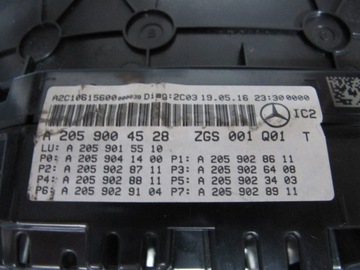 A2C10615600000030 D1AG:2C03 19.05.16 23:300000
IC2
A 205 900 45 28 ZGS 001 Q01 T
LU: A 205 901 55 10
P0: A 205 904 14 00 P1: A 205 902 86 11
P2: A 205 902 87 11 P3: A 205 902 64 08
P4: A 205 902 88 11 P5: A 205 902 34 03
P6: A 205 902 91 04 P7: A 205 902 89 11